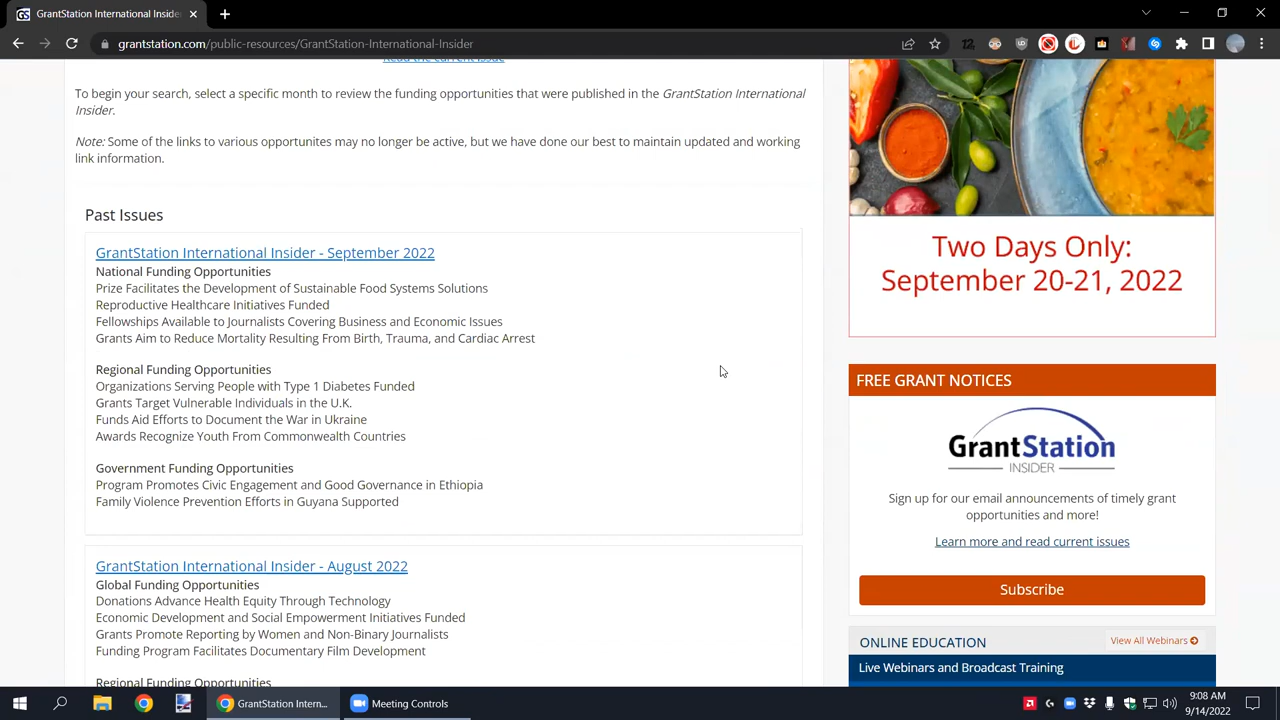 GrantStation International Insider
grantstation.com/public-resources/GrantStation-International-Insider
Read the current issue
To begin your search, select a specific month to review the funding opportunities that were published in the GrantStation International
Insider.
Note: Some of the links to various opportunites may no longer be active, but we have done our best to maintain updated and working
link information.
Past Issues
GrantStation International Insider - September 2022
National Funding Opportunities
Prize Facilitates the Development of Sustainable Food Systems Solutions
Reproductive Healthcare Initiatives Funded
Fellowships Available to Journalists Covering Business and Economic Issues
Grants Aim to Reduce Mortality Resulting From Birth, Trauma, and Cardiac Arrest
Regional Funding Opportunities
Organizations Serving People with Type 1 Diabetes Funded
Grants Target Vulnerable Individuals in the U.K.
Funds Aid Efforts to Document the War in Ukraine
Awards Recognize Youth From Commonwealth Countries
Government Funding Opportunities
Program Promotes Civic Engagement and Good Governance in Ethiopia
Family Violence Prevention Efforts in Guyana Supported
GrantStation International Insider - August 2022
Global Funding Opportunities
Donations Advance Health Equity Through Technology
Economic Development and Social Empowerment Initiatives Funded
Grants Promote Reporting by Women and Non-Binary Journalists
Funding Program Facilitates Documentary Film Development
Regional Funding Opportunities
Two Days Only:
September 20-21, 2022
FREE GRANT NOTICES
GrantStation
INSIDER
Sign up for our email announcements of timely grant
opportunities and more!
Learn more and read current issues
Subscribe
ONLINE EDUCATION
View All Webinars
Live Webinars and Broadcast Training
GrantStation Intern...
Meeting Controls
9:08 AM
9/14/2022